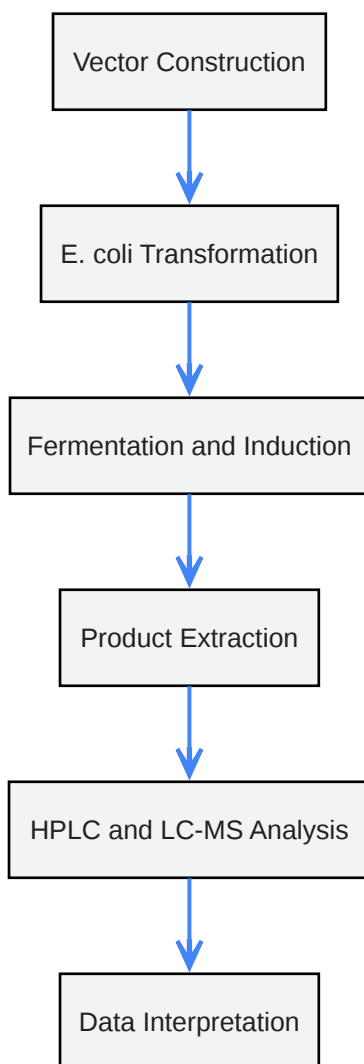 Vector Construction
E. coli Transformation
Fermentation and Induction
Product Extraction
HPLC and LC-MS Analysis
Data Interpretation